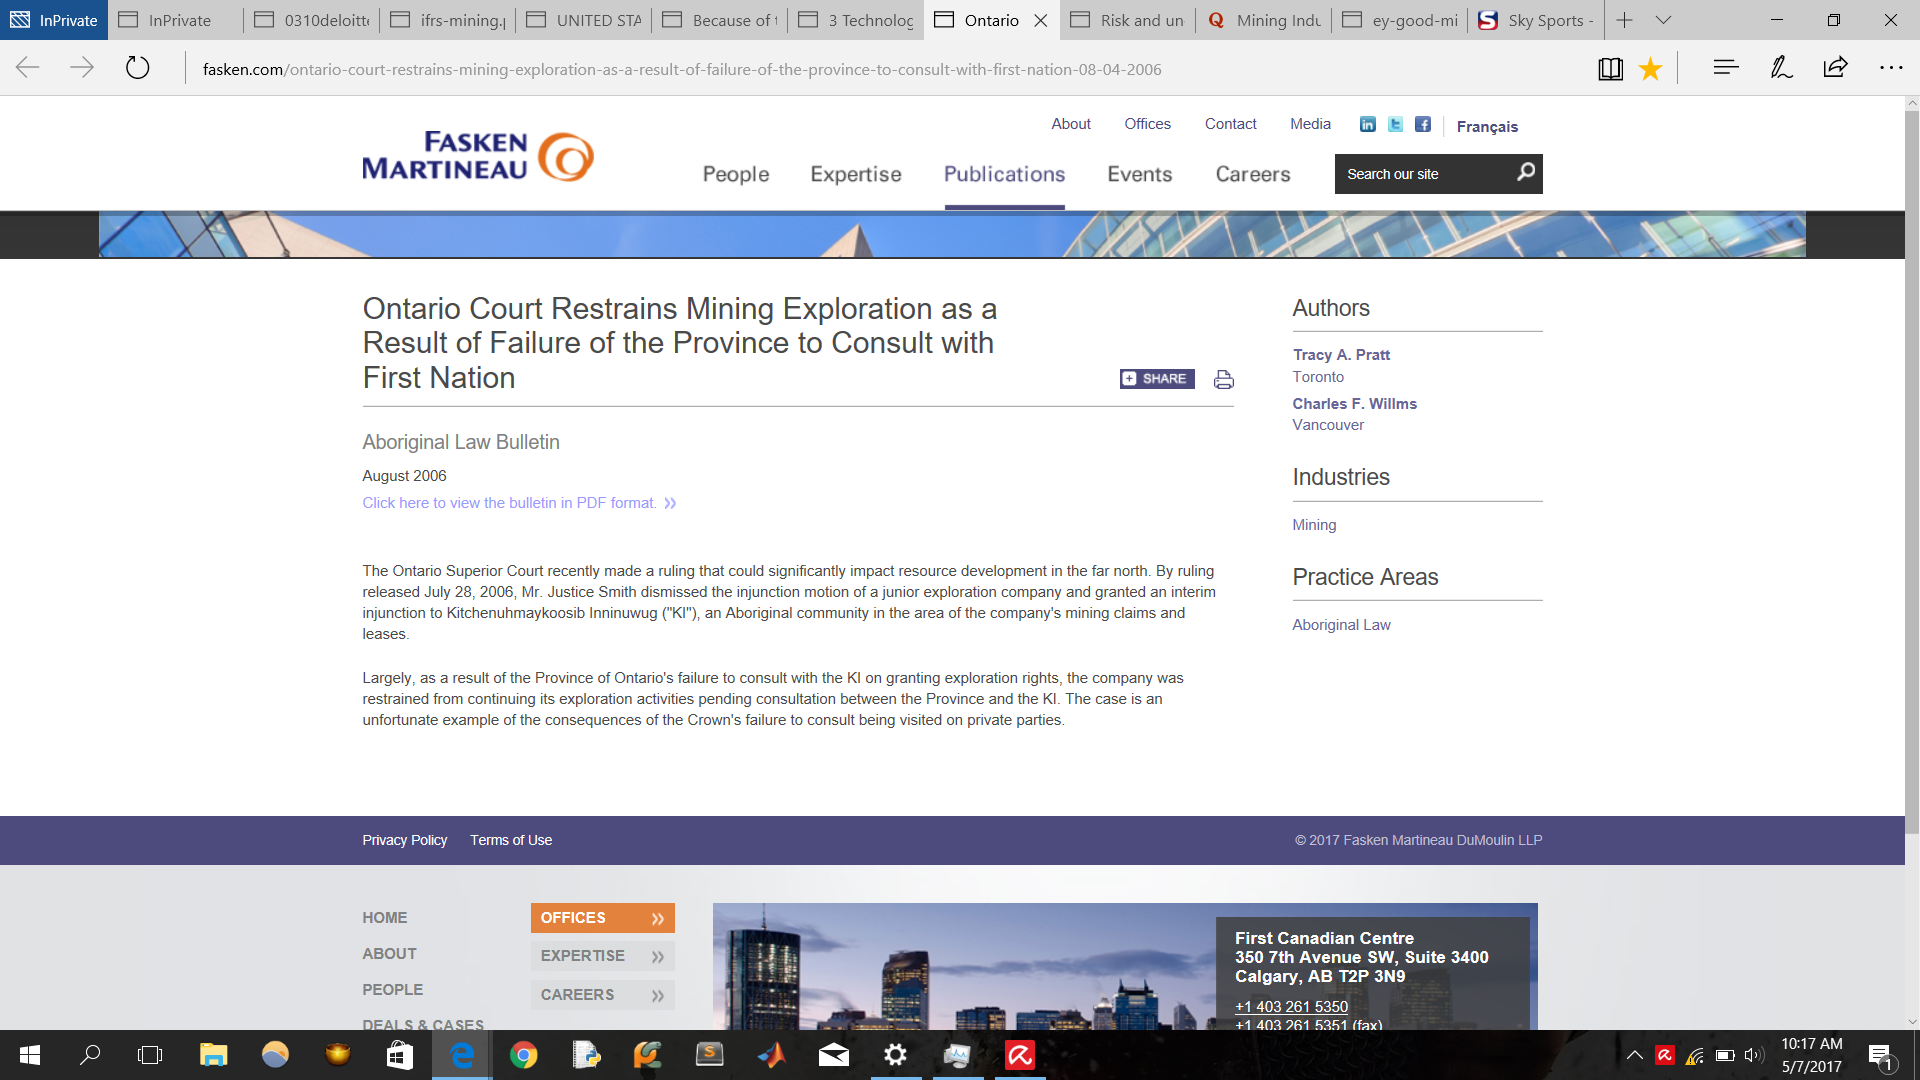 InPrivate
InPrivate
0310deloitte
ifrs-mining.p
UNITED STA
Because of t
3 Technolog
Ontario
Risk and un
Mining Indu
ey-good-mi
Sky Sports -
fasken.com/ontario-court-restrains-mining-exploration-as-a-result-of-failure-of-the-province-to-consult-with-first-nation-08-04-2006
FASKEN
MARTINEAU
About
Offices
Contact
Media
Français
People
Expertise
Publications
Events
Careers
Search our site
Ontario Court Restrains Mining Exploration as a
Result of Failure of the Province to Consult with
First Nation
SHARE
Aboriginal Law Bulletin
August 2006
Click here to view the bulletin in PDF format.
The Ontario Superior Court recently made a ruling that could significantly impact resource development in the far north. By ruling
released July 28, 2006, Mr. Justice Smith dismissed the injunction motion of a junior exploration company and granted an interim
injunction to Kitchenuhmaykoosib Inninuwug ("KI"), an Aboriginal community in the area of the company's mining claims and
leases.
Largely, as a result of the Province of Ontario's failure to consult with the KI on granting exploration rights, the company was
restrained from continuing its exploration activities pending consultation between the Province and the KI. The case is an
unfortunate example of the consequences of the Crown's failure to consult being visited on private parties.
Authors
Tracy A. Pratt
Toronto
Charles F. Willms
Vancouver
Industries
Mining
Practice Areas
Aboriginal Law
Privacy Policy
Terms of Use
© 2017 Fasken Martineau DuMoulin LLP
HOME
ABOUT
PEOPLE
DEALS & CASES
OFFICES
EXPERTISE
CAREERS
First Canadian Centre
350 7th Avenue SW, Suite 3400
Calgary, AB T2P 3N9
+1 403 261 5350
+1 403 261 5351 (fax)
10:17 AM
5/7/2017
1